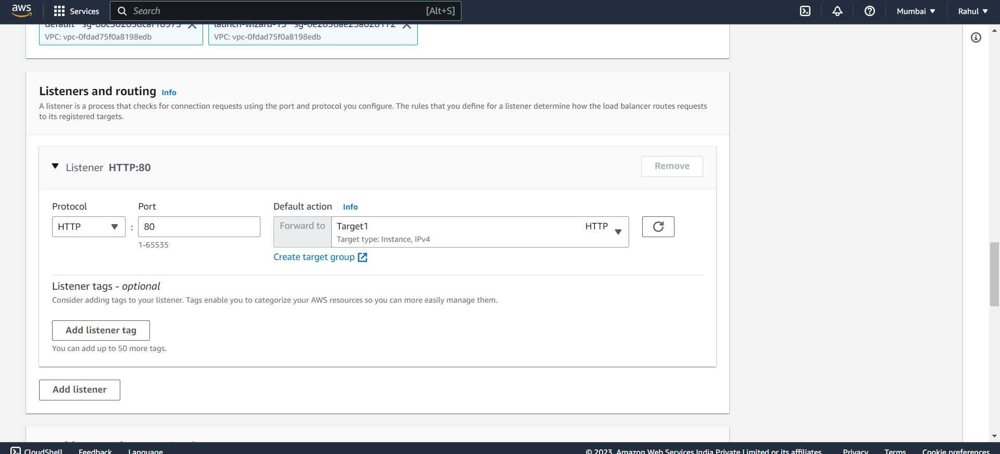 aws
Services
Search
[Alt+S]
Mumbai
Rahul
default
VPC: vpc-0fdad75f0a8198edb
VPC: vpc-0fdad75f0a8198edb
Listeners and routing Info
A listener is a process that checks for connection requests using the port and protocol you configure. The rules that you define for a listener determine how the load balancer routes requests
to its registered targets.
Listener HTTP:80
Remove
Protocol
Port
Default action
Info
HTTP
:
80
1-65535
Forward to
Target1
HTTP
Target type: Instance, IPv4
Create target group
Listener tags - optional
Consider adding tags to your listener. Tags enable you to categorize your AWS resources so you can more easily manage them.
Add listener tag
You can add up to 50 more tags.
Add listener
CloudShell
Feedback
Language
© 2023, Amazon Web Services India Private Limited or its affiliates.
Privacy
Terms
Cookie preferences